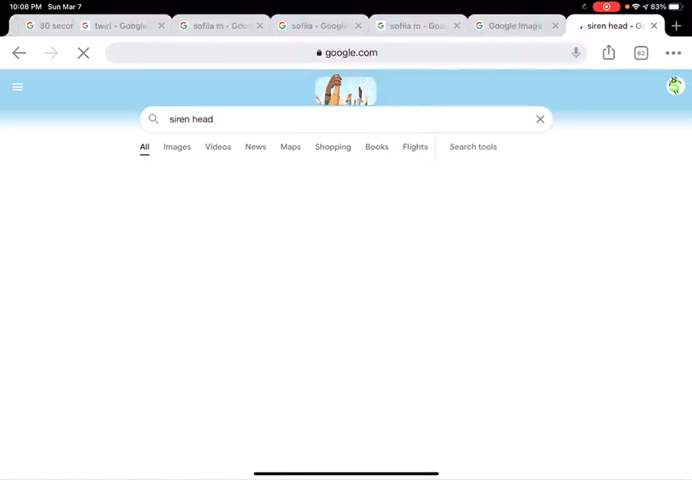 10:08 PM Sun Mar 7
83%
30 secor
twirl - Google
sofiia m - Goo
sofiia - Google
sofiia m - Goo
Google Image
siren head - G
google.com
62
siren head
All Images Videos News Maps Shopping Books Flights Search tools